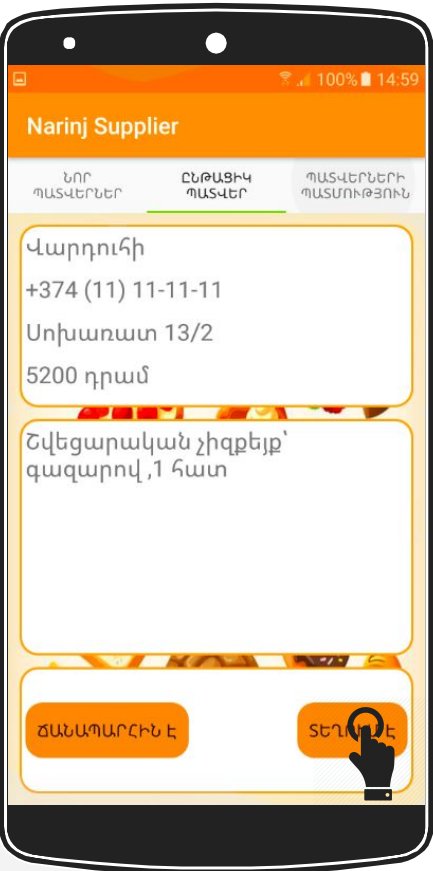 100% 14:59
Narinj Supplier
ՆՈՐ
ՊԱՏՎԵՐՆԵՐ
ԸՆԹԱՑԻԿ
ՊԱՏՎԵՐ
ՊԱՏՎԵՐՆԵՐԻ
ՊԱՏՄՈՒԹՅՈՒՆ
Վարդուհի
+374 (11) 11-11-11
Սոխառատ 13/2
5200 դրամ
Շվեցարական չիզքեյք՝
գազարով ,1 հատ
ՃԱՆԱՊԱՐՀԻՆ Է
Է